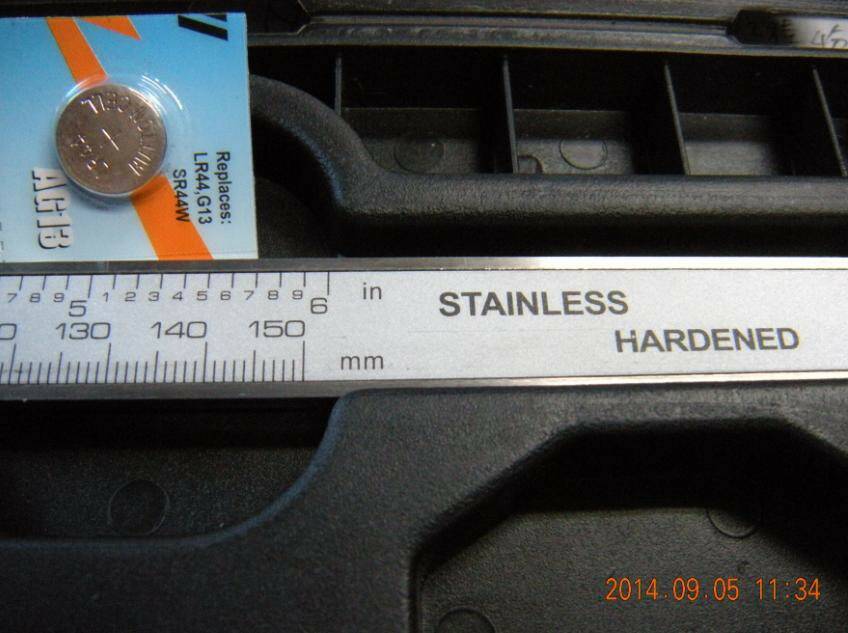 Replaces:
LR44,G13
SR44W
AG13
7 8 9 5 1 2 3 4 5 6 7 8 9 6 in
0 130 140 150
mm
STAINLESS
HARDENED
2014.09.05 11:34